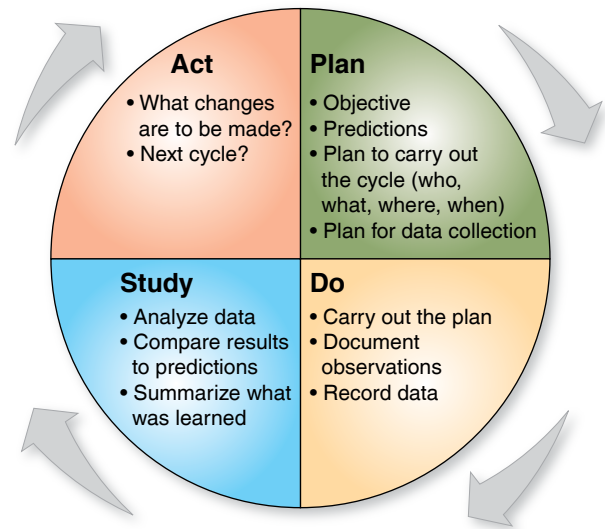 Act
• What changes
are to be made?
• Next cycle?
Plan
• Objective
• Predictions
• Plan to carry out
the cycle (who,
what, where, when)
• Plan for data collection
Study
• Analyze data
• Compare results
to predictions
• Summarize what
was learned
Do
• Carry out the plan
• Document
observations
• Record data